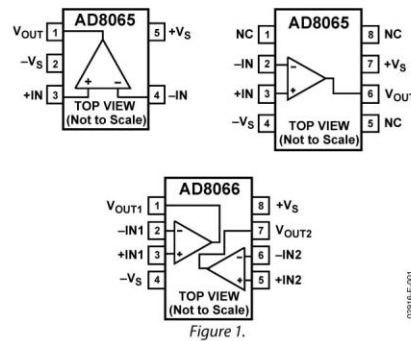 AD8065
VOUT 1
5 +VS
–VS 2
+IN 3
4 –IN
+ –
TOP VIEW
(Not to Scale)
AD8065
NC 1
8 NC
–IN 2
7 +VS
+IN 3
6 VOUT
–VS 4
5 NC
– +
TOP VIEW
(Not to Scale)
AD8066
VOUT1 1
8 +VS
–IN1 2
7 VOUT2
+IN1 3
6 –IN2
–VS 4
5 +IN2
– +
– +
TOP VIEW
(Not to Scale)
02916-E-001
Figure 1.